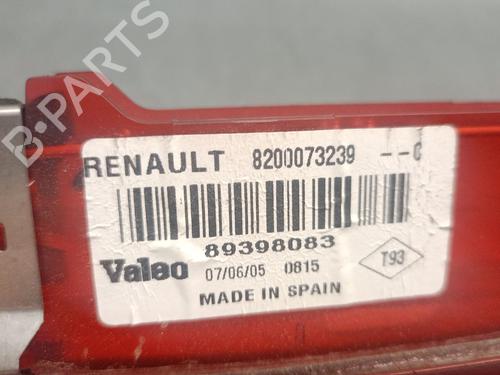 B-PARTS
RENAULT 8200073239 --C
89398083
Valeo 07/06/05 0815
T93
MADE IN SPAIN